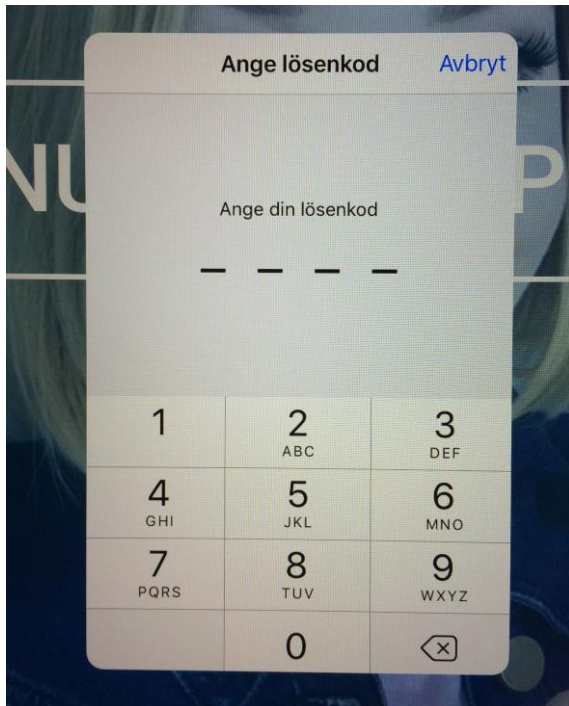 Ange lösenkod Avbryt
NU P
Ange din lösenkod
1 2 3
ABC DEF
4 5 6
GHI JKL MNO
7 8 9
PQRS TUV WXYZ
0